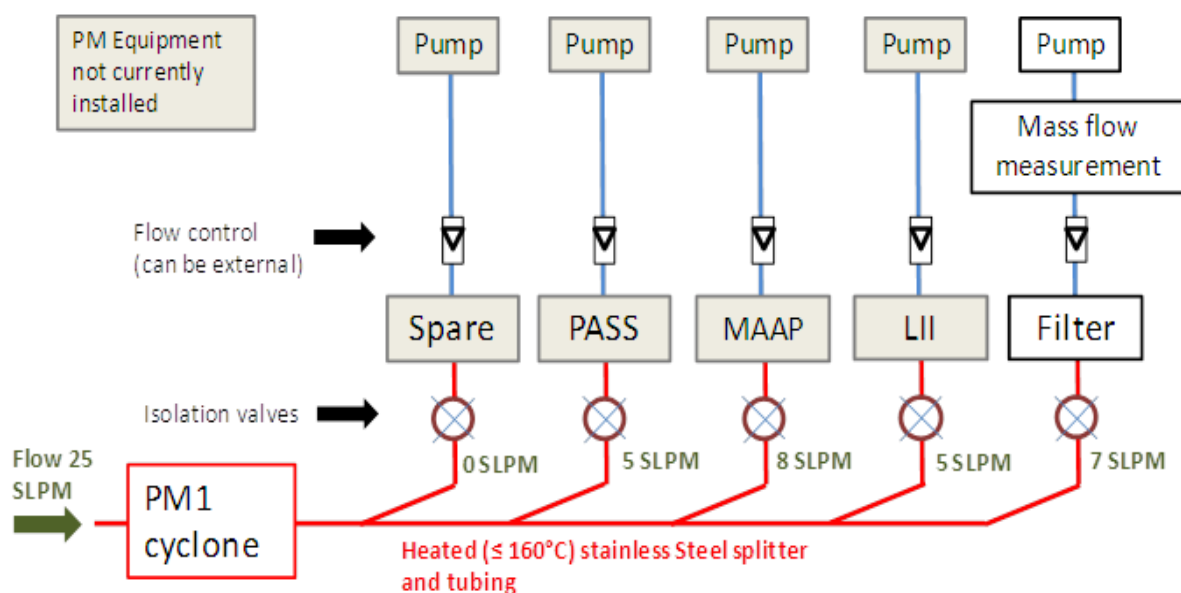 PM Equipment
not currently
installed
Pump
Pump
Pump
Pump
Pump
Mass flow
measurement
Flow control
(can be external)
Spare
PASS
MAAP
LII
Filter
Isolation valves
0 SLPM
5 SLPM
8 SLPM
5 SLPM
7 SLPM
Flow 25
SLPM
PM1
cyclone
Heated (≤ 160°C) stainless Steel splitter
and tubing